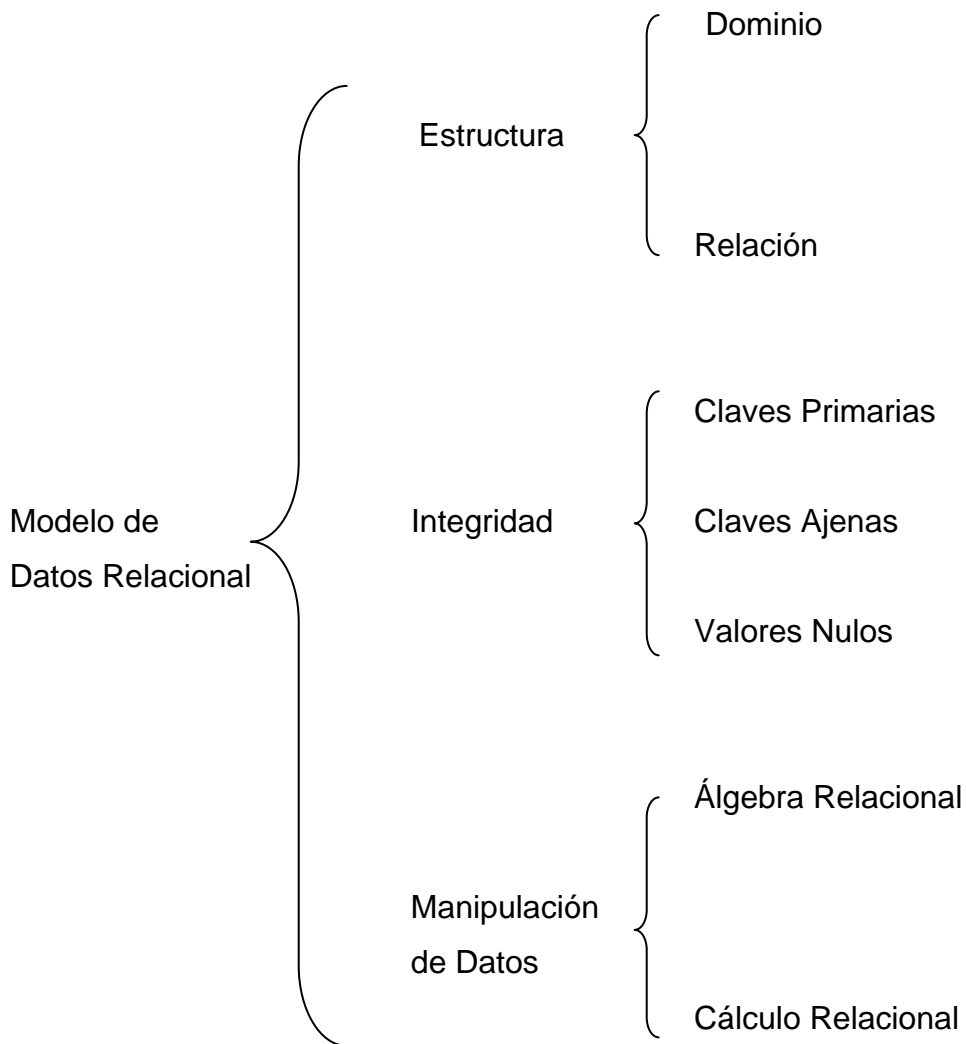 Dominio
Estructura
Relación
Claves Primarias
Modelo de
Datos Relacional
Integridad
Claves Ajenas
Valores Nulos
Álgebra Relacional
Manipulación
de Datos
Cálculo Relacional